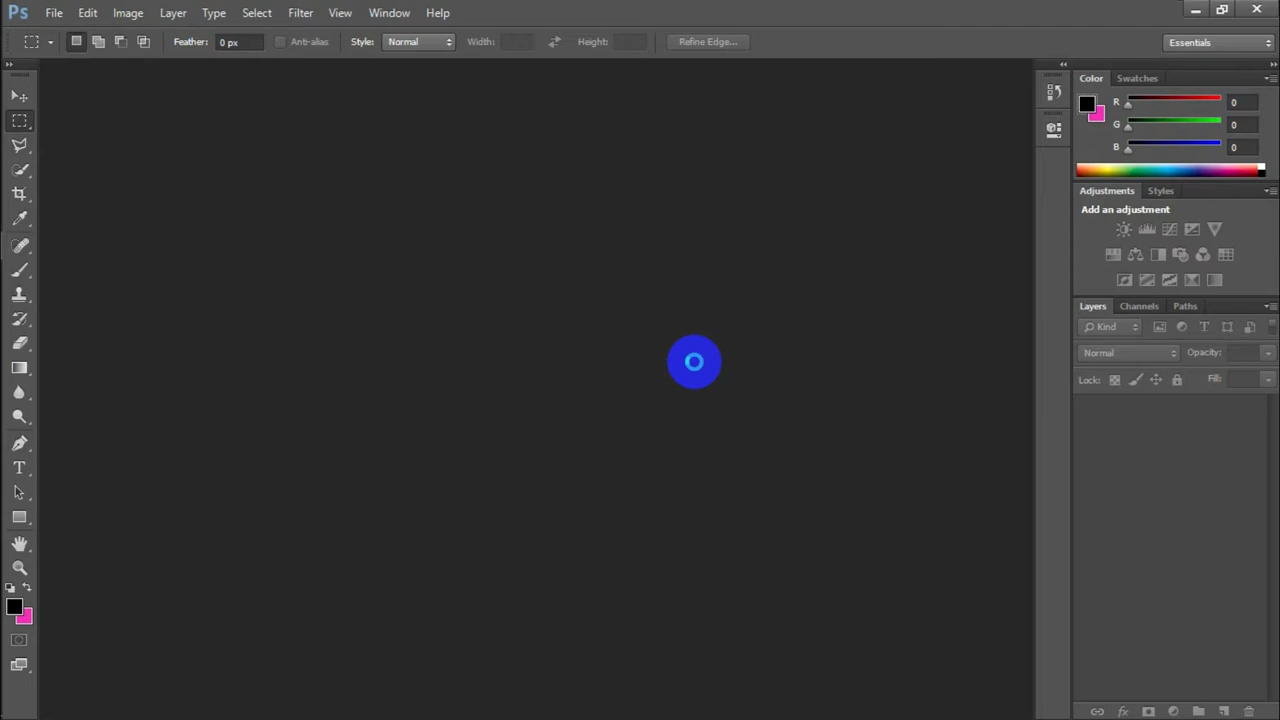 Ps File Edit Image Layer Type Select Filter View Window Help
Feather: 0 px Anti-alias Style: Normal Width: Height: Refine Edge... Essentials
Color Swatches
R 0
G 0
B 0
Adjustments Styles
Add an adjustment
Layers Channels Paths
Kind T
Normal Opacity:
Lock: Fill:
T
fx